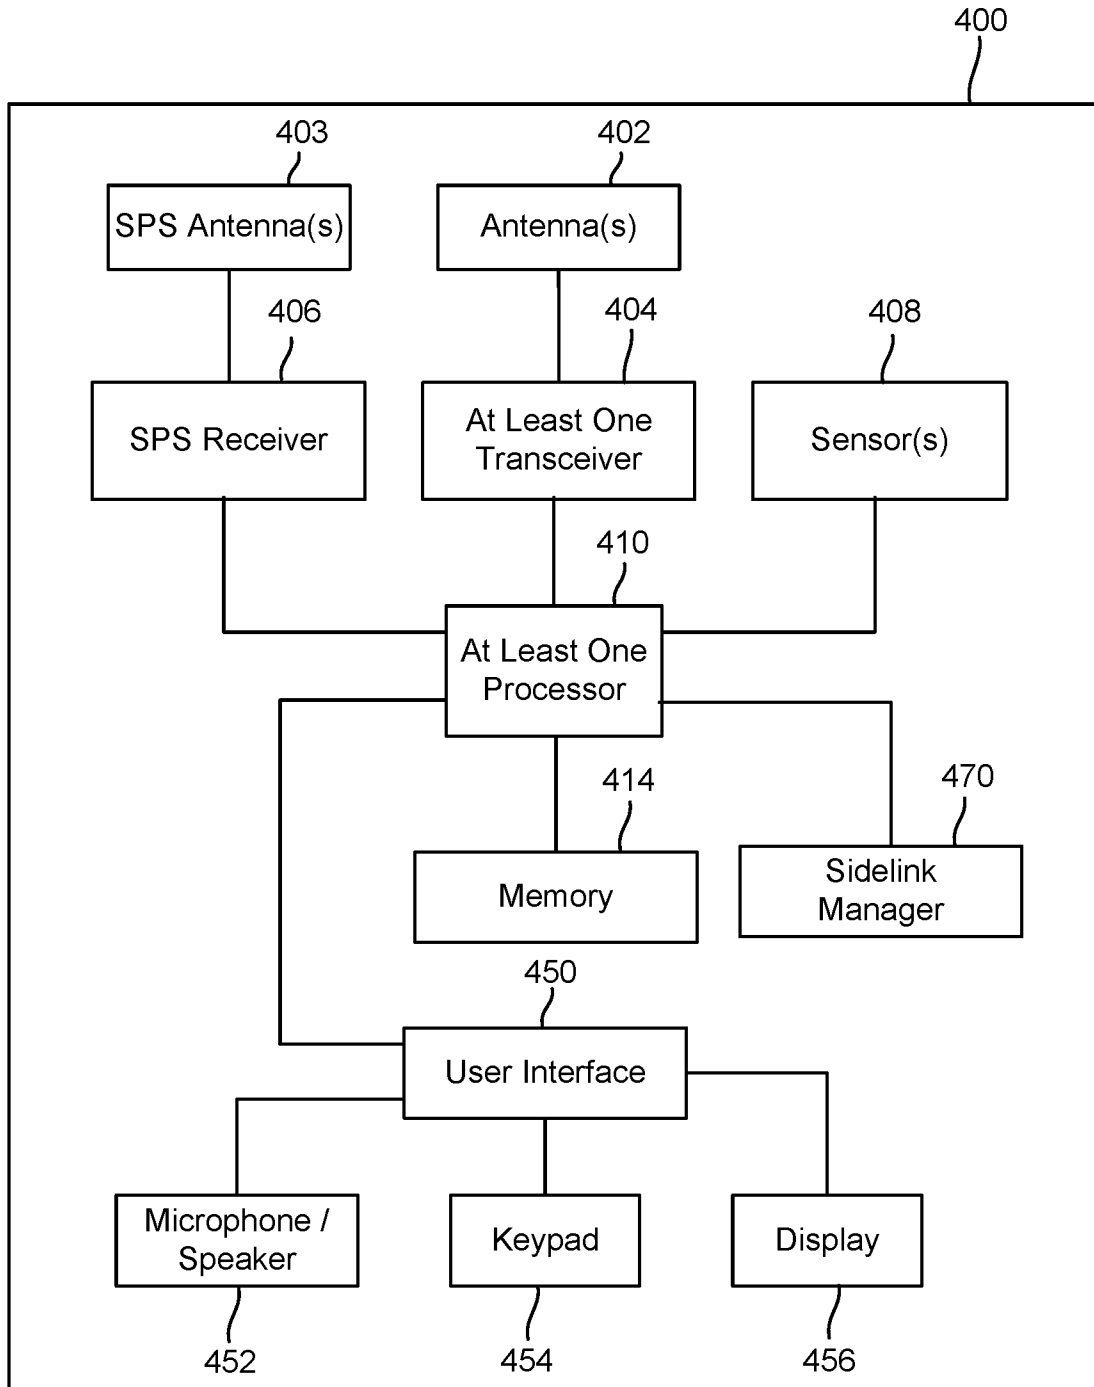 400
403
402
SPS Antenna(s)
Antenna(s)
406
404
408
SPS Receiver
At Least One
Transceiver
Sensor(s)
410
At Least One
Processor
414
470
Memory
Sidelink
Manager
450
User Interface
Microphone /
Speaker
Keypad
Display
452
454
456